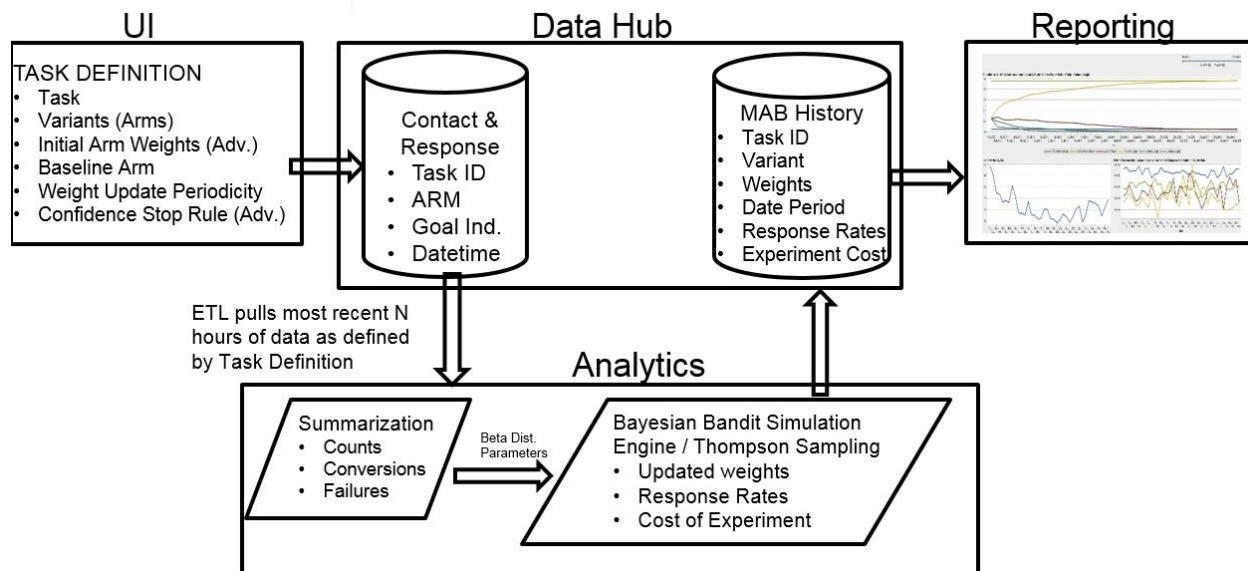 UI
Data Hub
Reporting
TASK DEFINITION
• Task
• Variants (Arms)
• Initial Arm Weights (Adv.)
• Baseline Arm
• Weight Update Periodicity
• Confidence Stop Rule (Adv.)
Contact &
Response
• Task ID
• ARM
• Goal Ind.
• Datetime
MAB History
• Task ID
• Variant
• Weights
• Date Period
• Response Rates
• Experiment Cost
ETL pulls most recent N
hours of data as defined
by Task Definition
Analytics
Summarization
• Counts
• Conversions
• Failures
Beta Dist.
Parameters
Bayesian Bandit Simulation
Engine / Thompson Sampling
• Updated weights
• Response Rates
• Cost of Experiment